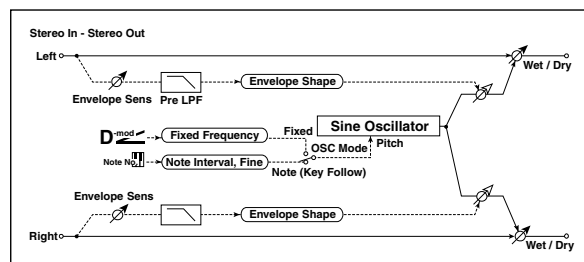 Stereo In - Stereo Out
Left
Wet / Dry
Envelope Sens
Pre LPF
Envelope Shape
D-mod
Fixed Frequency
Fixed
Sine Oscillator
OSC Mode
Pitch
Note No.
Note Interval, Fine
Note (Key Follow)
Envelope Sens
Envelope Shape
Right
Wet / Dry